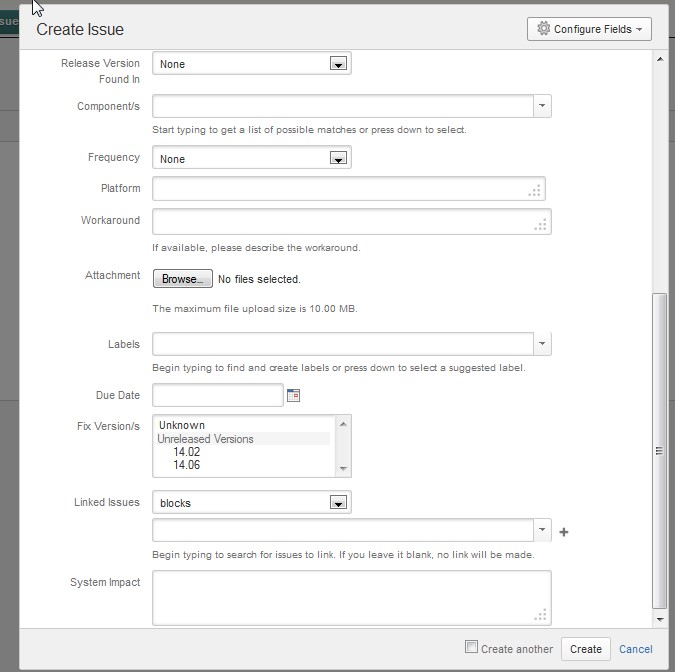 sue
Create Issue
Configure Fields
Release Version
Found In
None
Component/s
Start typing to get a list of possible matches or press down to select.
Frequency
None
Platform
Workaround
If available, please describe the workaround.
Attachment
Browse...
No files selected.
The maximum file upload size is 10.00 MB.
Labels
Begin typing to find and create labels or press down to select a suggested label.
Due Date
Fix Version/s
Unknown
Unreleased Versions
14.02
14.06
Linked Issues
blocks
Begin typing to search for issues to link. If you leave it blank, no link will be made.
System Impact
Create another
Create
Cancel